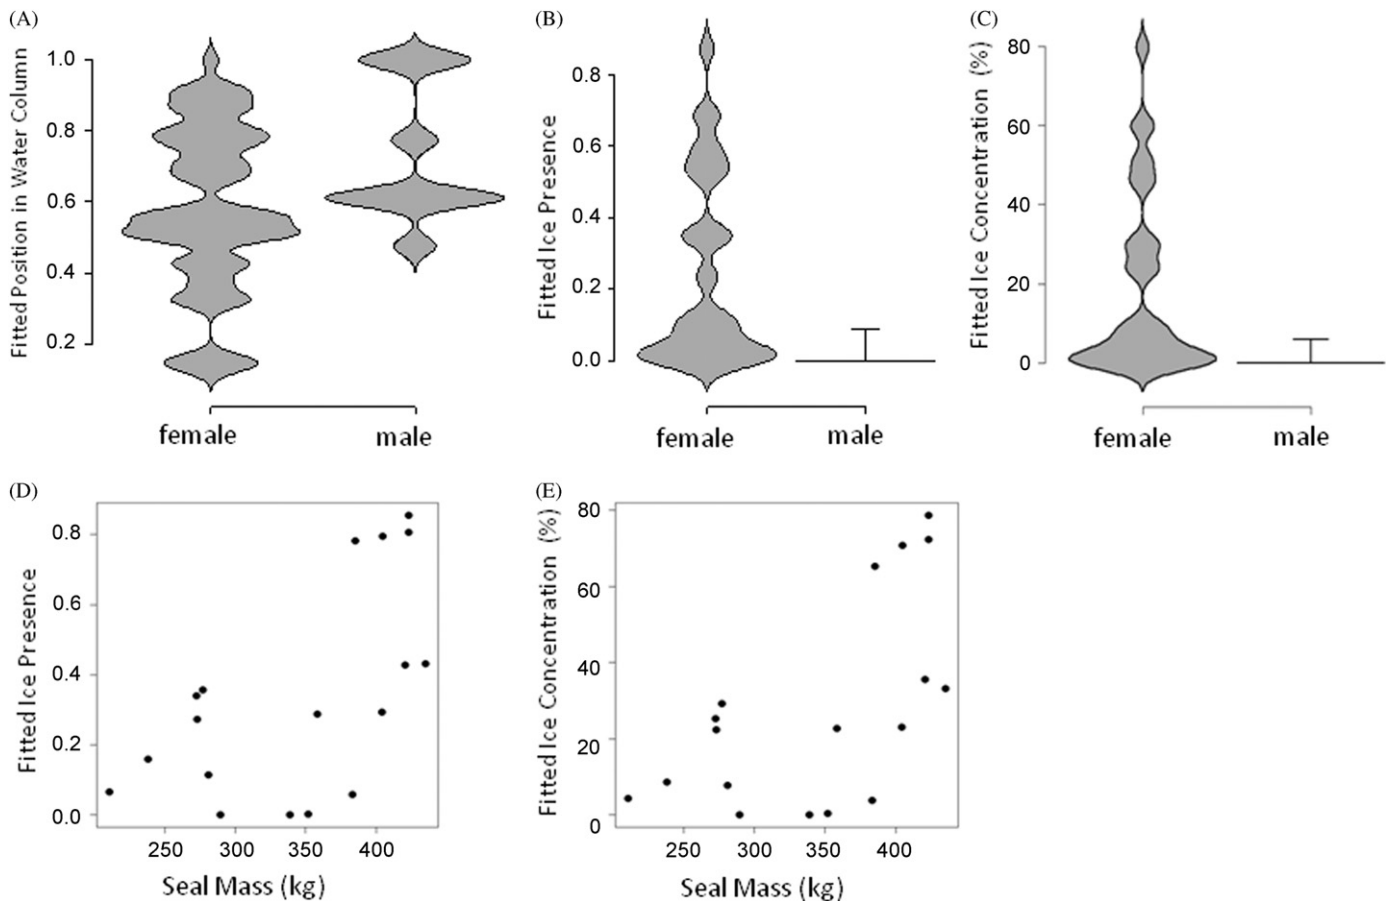 (A)
Fitted Position in Water Column
1.0
0.8
0.6
0.4
0.2
female
male
(B)
Fitted Ice Presence
0.8
0.6
0.4
0.2
0.0
female
male
(C)
Fitted Ice Concentration (%)
80
60
40
20
0
female
male
(D)
Fitted Ice Presence
0.8
0.6
0.4
0.2
0.0
250 300 350 400
Seal Mass (kg)
(E)
Fitted Ice Concentration (%)
80
60
40
20
0
250 300 350 400
Seal Mass (kg)